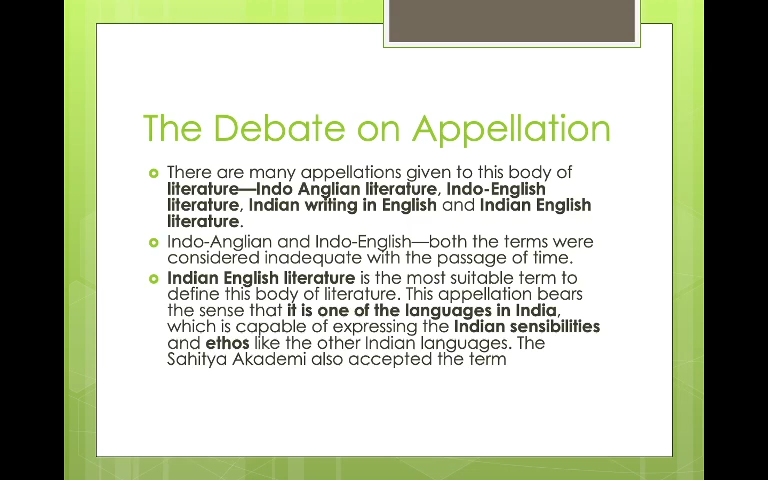 The Debate on Appellation
There are many appellations given to this body of
literature—Indo Anglian literature, Indo-English
literature, Indian writing in English and Indian English
literature.
Indo-Anglian and Indo-English—both the terms were
considered inadequate with the passage of time.
Indian English literature is the most suitable term to
define this body of literature. This appellation bears
the sense that it is one of the languages in India,
which is capable of expressing the Indian sensibilities
and ethos like the other Indian languages. The
Sahitya Akademi also accepted the term